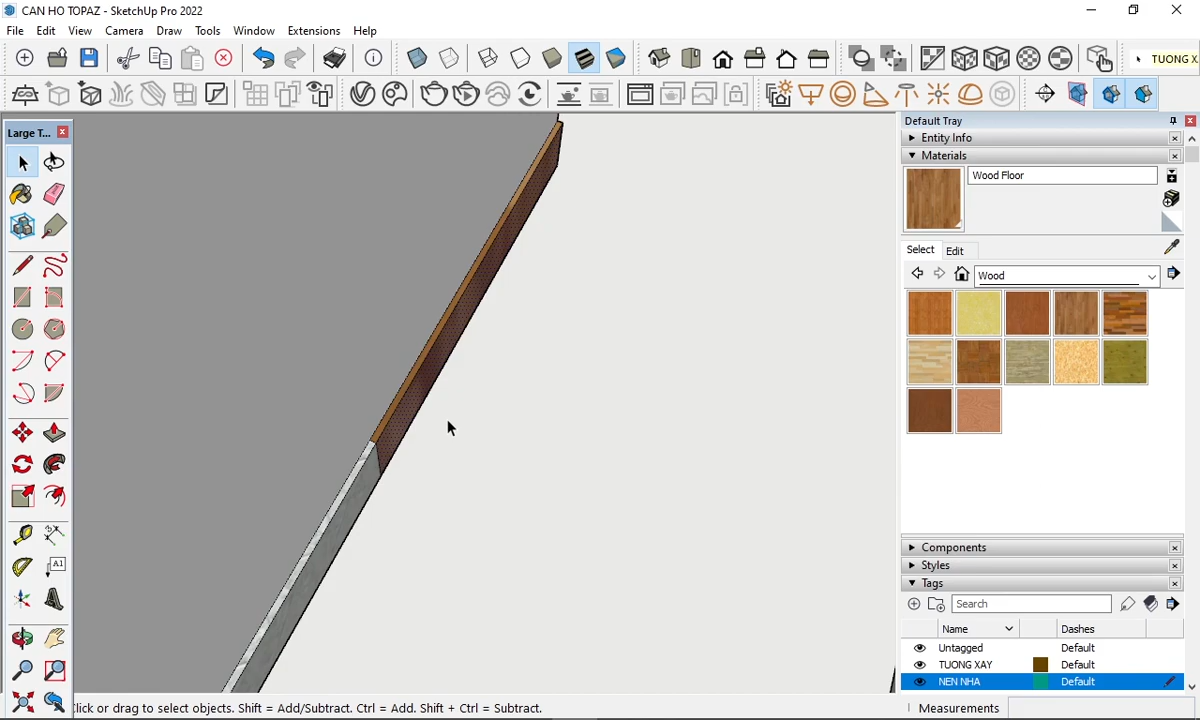 CAN HO TOPAZ - SketchUp Pro 2022
File Edit View Camera Draw Tools Window Extensions Help
TUONG X
Large T...
Default Tray
Entity Info
Materials
Wood Floor
Select Edit
Wood
A1
Components
Styles
Tags
Search
Name Dashes
Untagged Default
TUONG XAY Default
NEN NHA Default
lick or drag to select objects. Shift = Add/Subtract. Ctrl = Add. Shift + Ctrl = Subtract.
Measurements